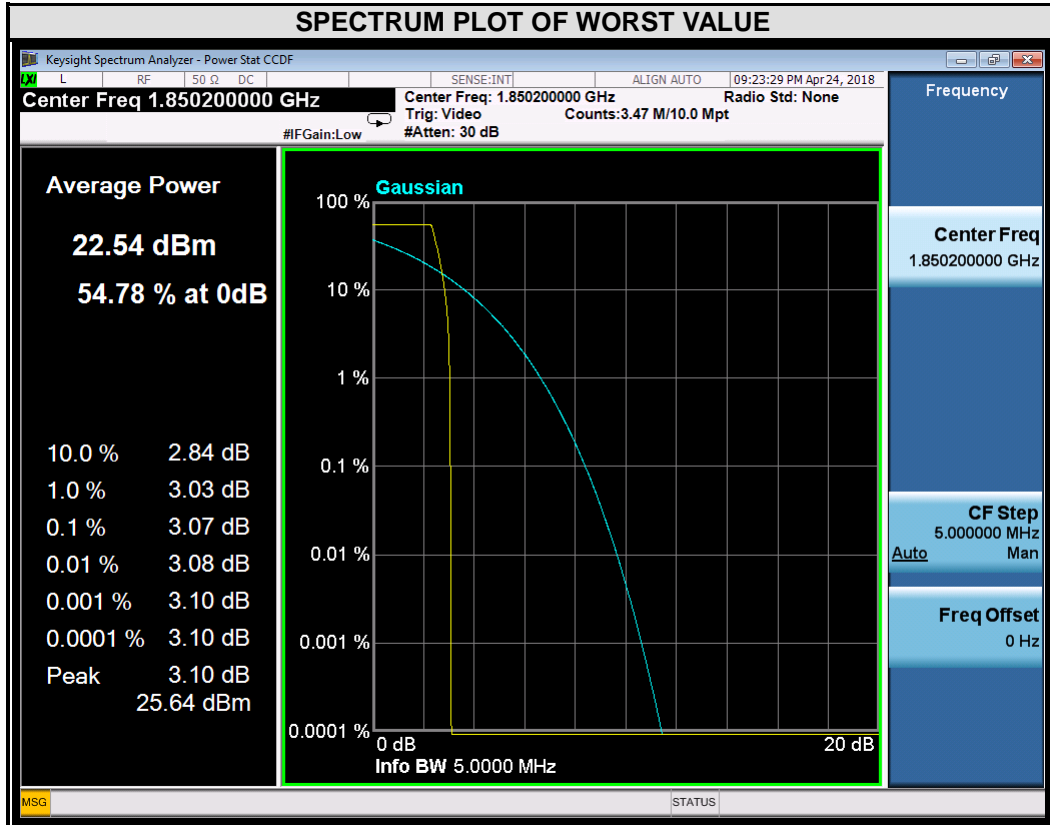 SPECTRUM PLOT OF WORST VALUE
Keysight Spectrum Analyzer - Power Stat CCDF
LXI L RF 50 Ω DC SENSE:INT ALIGN AUTO 09:23:29 PM Apr 24, 2018
Center Freq 1.850200000 GHz
Center Freq: 1.850200000 GHz Radio Std: None
Trig: Video Counts:3.47 M/10.0 Mpt
#IFGain:Low #Atten: 30 dB
Average Power
22.54 dBm
54.78 % at 0dB
10.0 % 2.84 dB
1.0 % 3.03 dB
0.1 % 3.07 dB
0.01 % 3.08 dB
0.001 % 3.10 dB
0.0001 % 3.10 dB
Peak 3.10 dB
25.64 dBm
Gaussian
100 %
10 %
1 %
0.1 %
0.01 %
0.001 %
0.0001 %
0 dB 20 dB
Info BW 5.0000 MHz
Frequency
Center Freq
1.850200000 GHz
CF Step
5.000000 MHz
Auto Man
Freq Offset
0 Hz
MSG STATUS